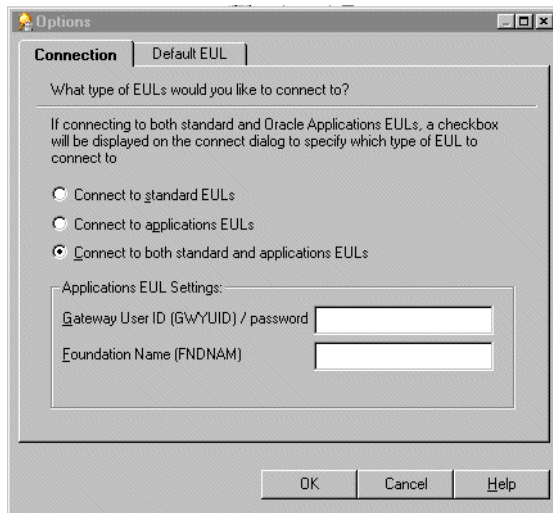 Options
Connection
Default EUL
What type of EULs would you like to connect to?
If connecting to both standard and Oracle Applications EULs, a checkbox
will be displayed on the connect dialog to specify which type of EUL to
connect to
Connect to standard EULs
Connect to applications EULs
Connect to both standard and applications EULs
Applications EUL Settings:
Gateway User ID (GWYUID) / password
Foundation Name (FNDNAM)
OK
Cancel
Help